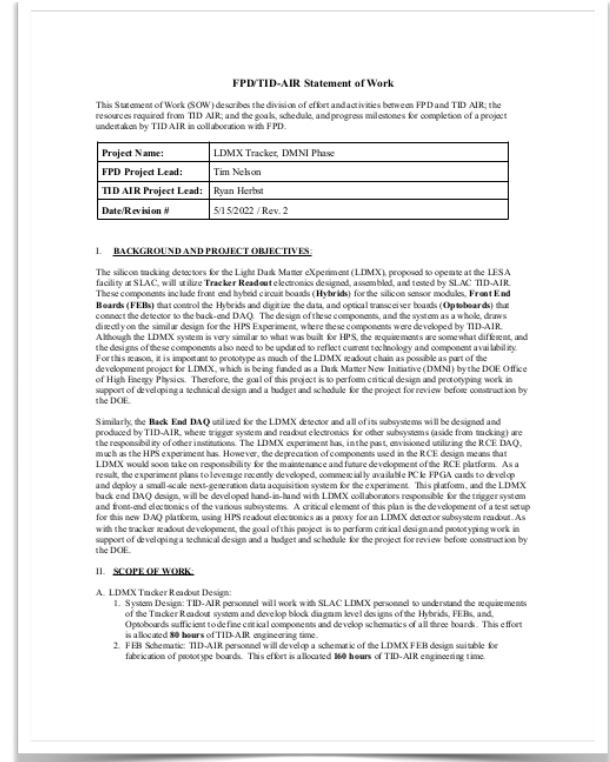 FPD/TID-AIR Statement of Work
This Statement of Work (SOW) describes the division of effort and activities between FPD and TID AIR; the
resources required from TID AIR; and the goals, schedule, and progress milestones for completion of a project
undertaken by TID AIR in collaboration with FPD.
Project Name: LDMX Tracker, DMNI Phase
FPD Project Lead: Tim Nelson
TID AIR Project Lead: Ryan Herbst
Date/Revision # 5/15/2022 / Rev. 2
I. BACKGROUND AND PROJECT OBJECTIVES:
The silicon tracking detectors for the Light Dark Matter eXperiment (LDMX), proposed to operate at the LESA
facility at SLAC, will utilize Tracker Readout electronics designed, assembled, and tested by SLAC TID-AIR.
These components include front end hybrid circuit boards (Hybrids) for the silicon sensor modules, Front End
Boards (FEBs) that control the Hybrids and digitize the data, and optical transceiver boards (Optoboards) that
connect the detector to the back-end DAQ. The design of these components, and the system as a whole, draws
directly on the similar design for the HPS Experiment, where these components were developed by TID-AIR.
Although the LDMX system is very similar to what was built for HPS, the requirements are somewhat different, and
the designs of these components also need to be updated to reflect current technology and component availability.
For this reason, it is important to prototype as much of the LDMX readout chain as possible as part of the
development project for LDMX, which is being funded as a Dark Matter New Initiative (DMNI) by the DOE Office
of High Energy Physics. Therefore, the goal of this project is to perform critical design and prototyping work in
support of developing a technical design and a budget and schedule for the project for review before construction by
the DOE.
Similarly, the Back End DAQ utilized for the LDMX detector and all of its subsystems will be designed and
produced by TID-AIR, where trigger system and readout electronics for other subsystems (aside from tracking) are
the responsibility of other institutions. The LDMX experiment has, in the past, envisioned utilizing the RCE DAQ,
much as the HPS experiment has. However, the deprecation of components used in the RCE design means that
LDMX would soon take on responsibility for the maintenance and future development of the RCE platform. As a
result, the experiment plans to leverage recently developed, commercially available PCIe FPGA cards to develop
and deploy a small-scale next-generation data acquisition system for the experiment. This platform, and the LDMX
back end DAQ design, will be developed hand-in-hand with LDMX collaborators responsible for the trigger system
and front-end electronics of the various subsystems. A critical element of this plan is the development of a test setup
for this new DAQ platform, using HPS readout electronics as a proxy for an LDMX detector subsystem readout. As
with the tracker readout development, the goal of this project is to perform critical design and prototyping work in
support of developing a technical design and a budget and schedule for the project for review before construction by
the DOE.
II. SCOPE OF WORK:
A. LDMX Tracker Readout Design:
1. System Design: TID-AIR personnel will work with SLAC LDMX personnel to understand the requirements
of the Tracker Readout system and develop block diagram level designs of the Hybrids, FEBs, and,
Optoboards sufficient to define critical components and develop schematics of all three boards. This effort
is allocated 80 hours of TID-AIR engineering time.
2. FEB Schematic: TID-AIR personnel will develop a schematic of the LDMX FEB design suitable for
fabrication of prototype boards. This effort is allocated 160 hours of TID-AIR engineering time.